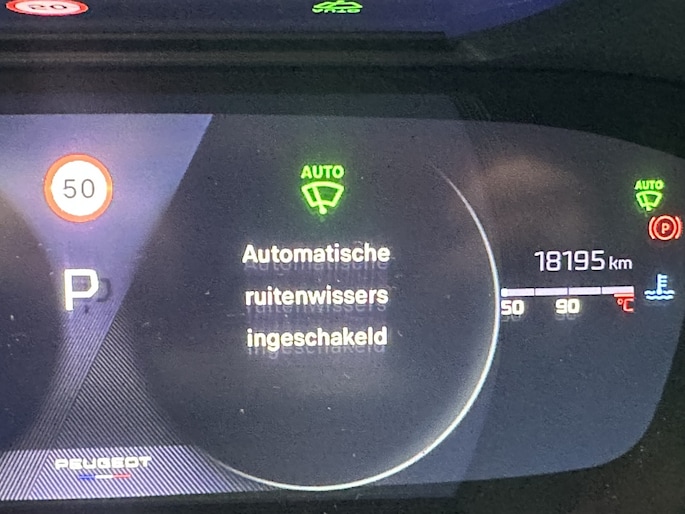 50
AUTO
AUTO
P
Automatische
ruitenwissers
ingeschakeld
P
18195 km
50 90 °C
PEUGEOT